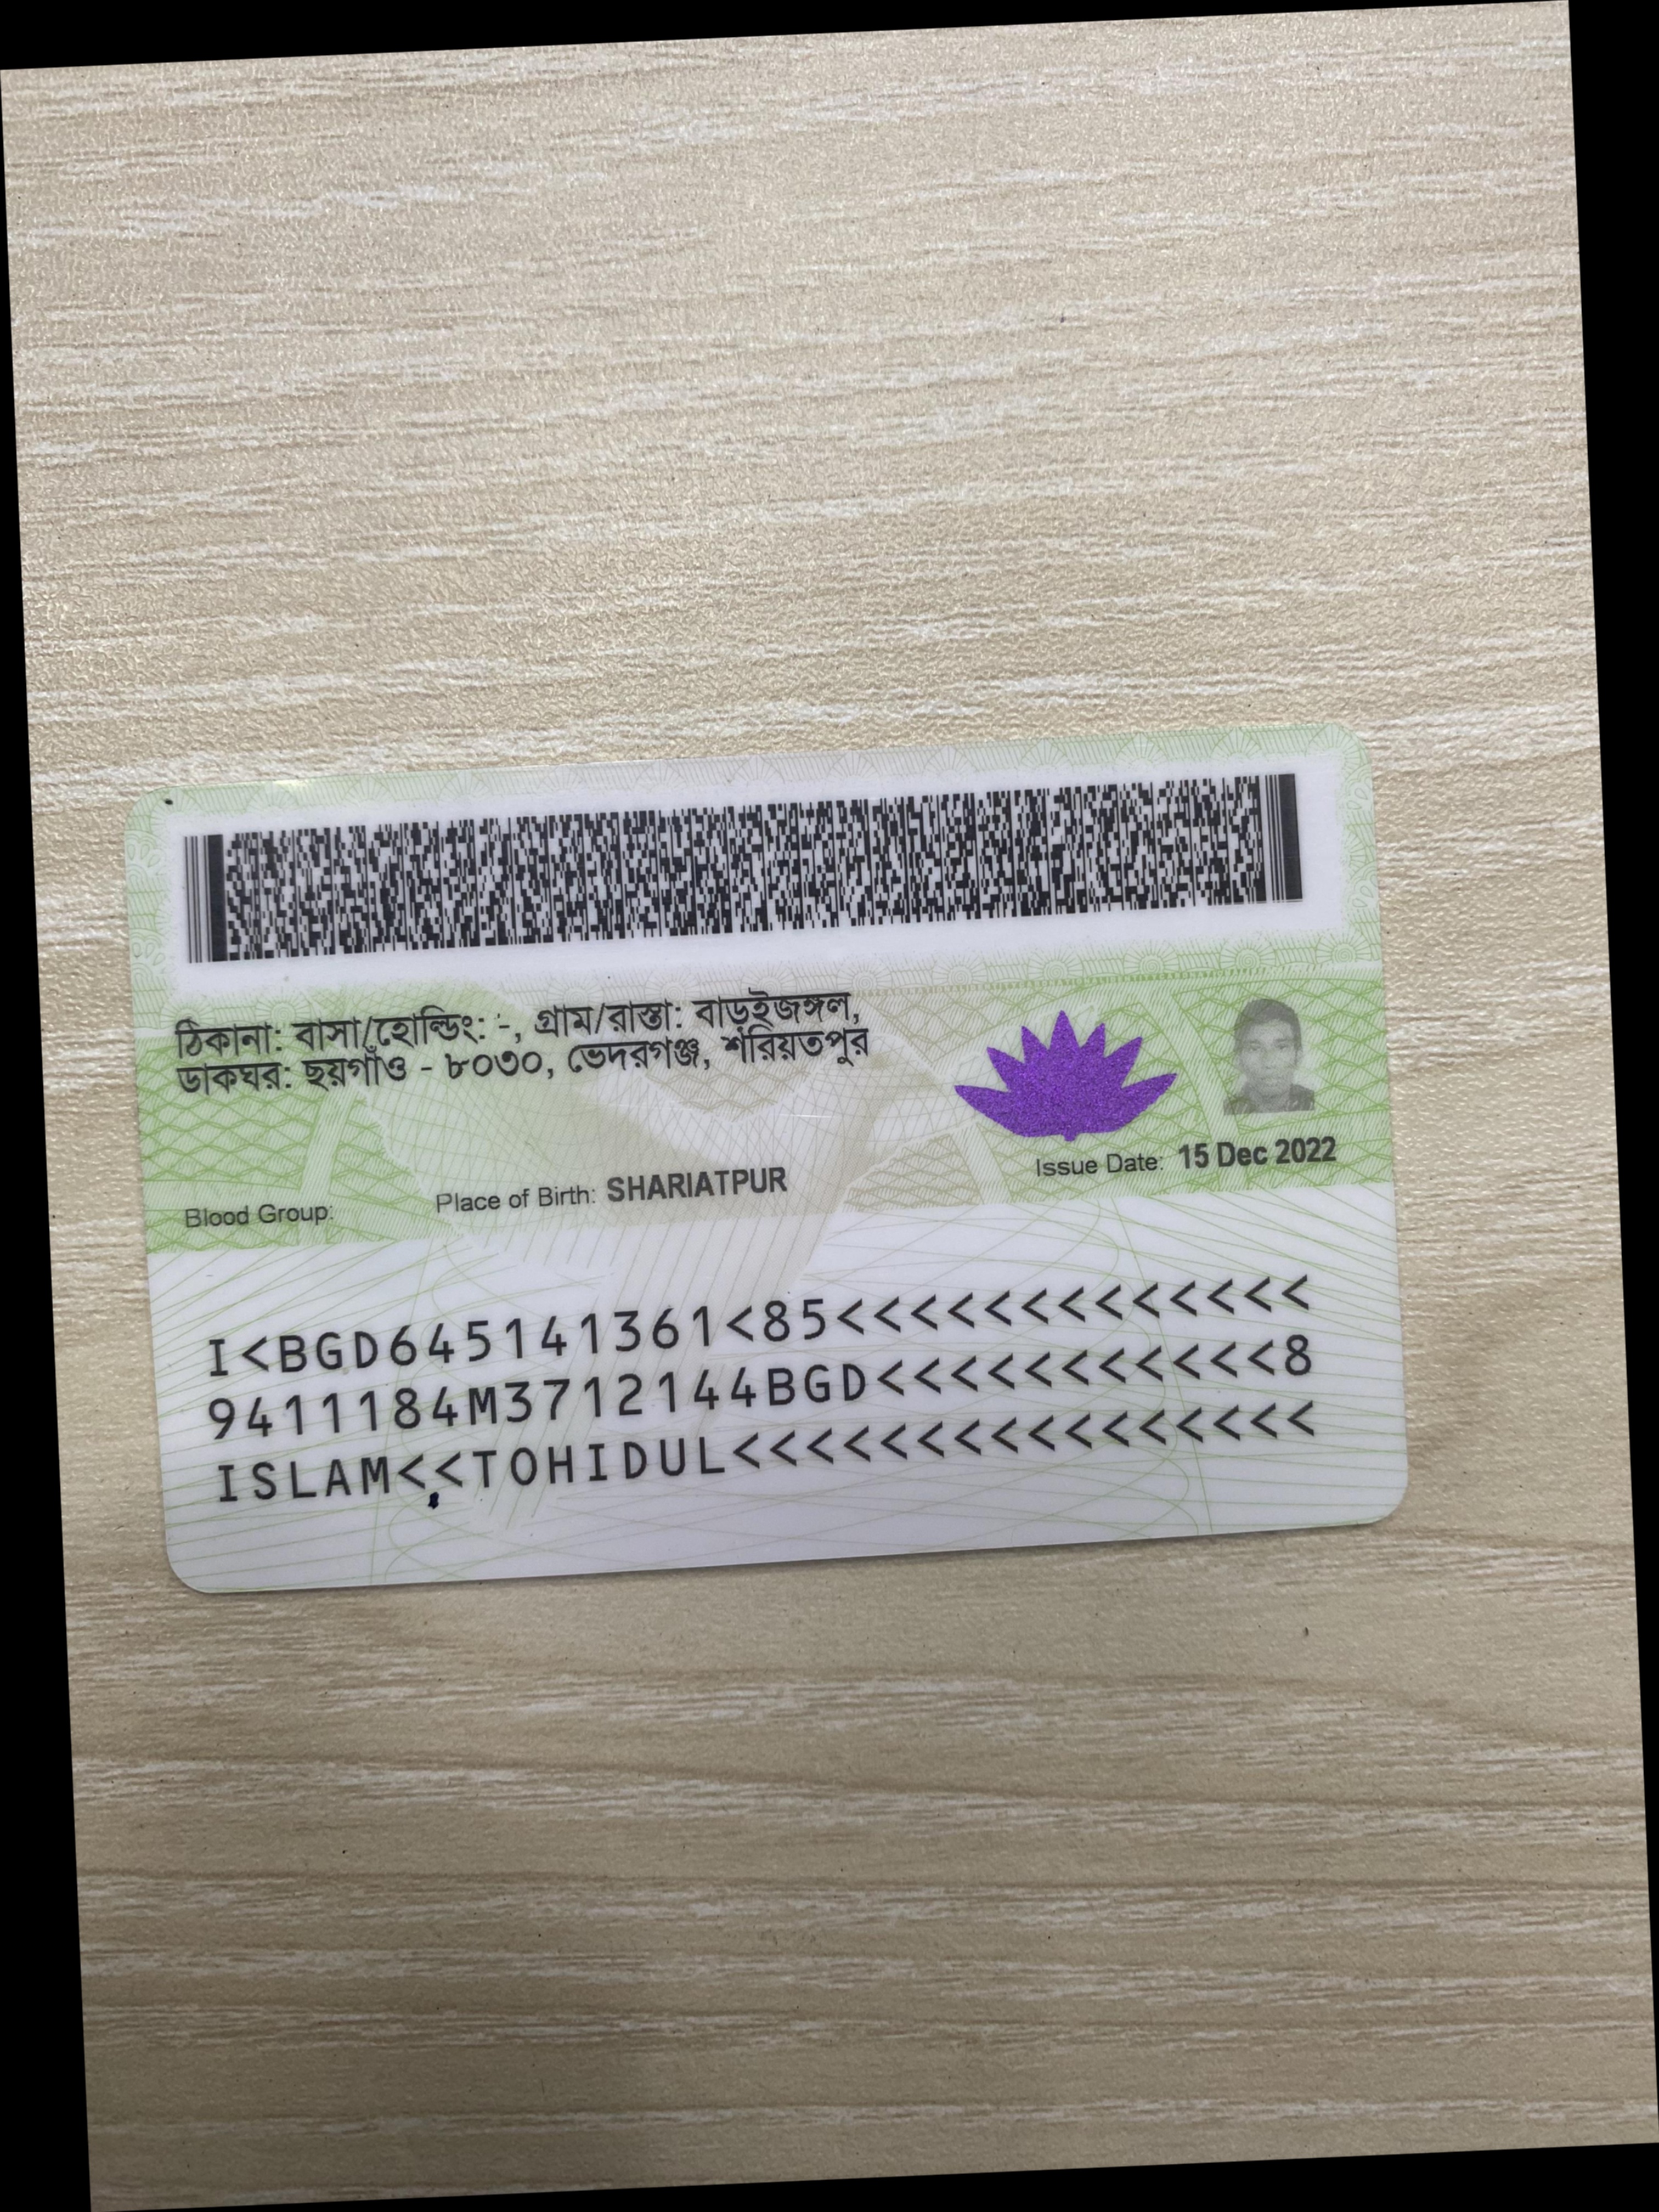 ঠিকানা: বাসা/হোল্ডিং: -, গ্রাম/রাস্তা: বাড়ইজঙ্গল,
ডাকঘর: ছয়গাঁও - ৮০৩০, ভেদরগঞ্জ, শরিয়তপুর
Blood Group:
Place of Birth: SHARIATPUR
Issue Date: 15 Dec 2022
I<BGD645141361<85<<<<<<<<<<<<<
9411184M3712144BGD<<<<<<<<<<<8
ISLAM<<TOHIDUL<<<<<<<<<<<<<<<<